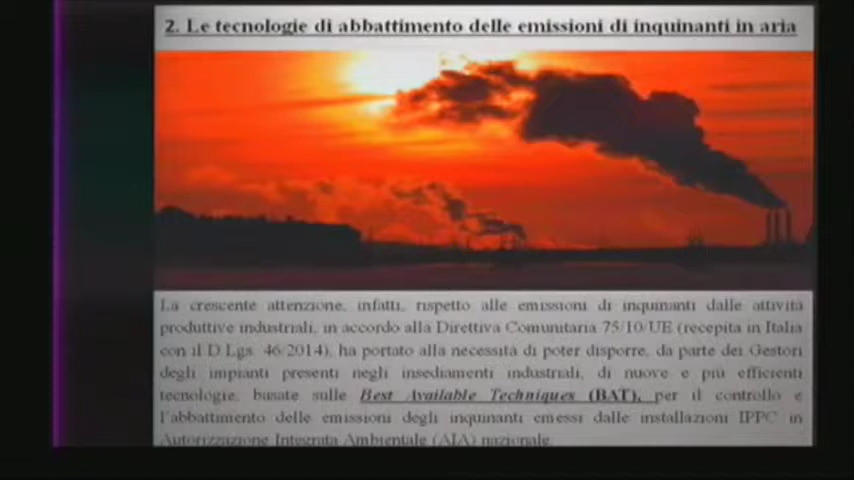 2. Le tecnologie di abbattimento delle emissioni di inquinanti in aria
La crescente attenzione, infatti, rispetto alle emissioni di inquinanti dalle attività
produttive industriali, in accordo alla Direttiva Comunitaria 75/10/UE (recepita in Italia
con il D.Lgs. 46/2014), ha portato alla necessità di poter disporre, da parte dei Gestori
degli impianti presenti negli insediamenti industriali, di nuove e più efficienti
tecnologie, basate sulle Best Available Techniques (BAT), per il controllo e
l'abbattimento delle emissioni degli inquinanti emessi dalle installazioni IPPC in
Autorizzazione Integrata Ambientale (AIA) nazionale.